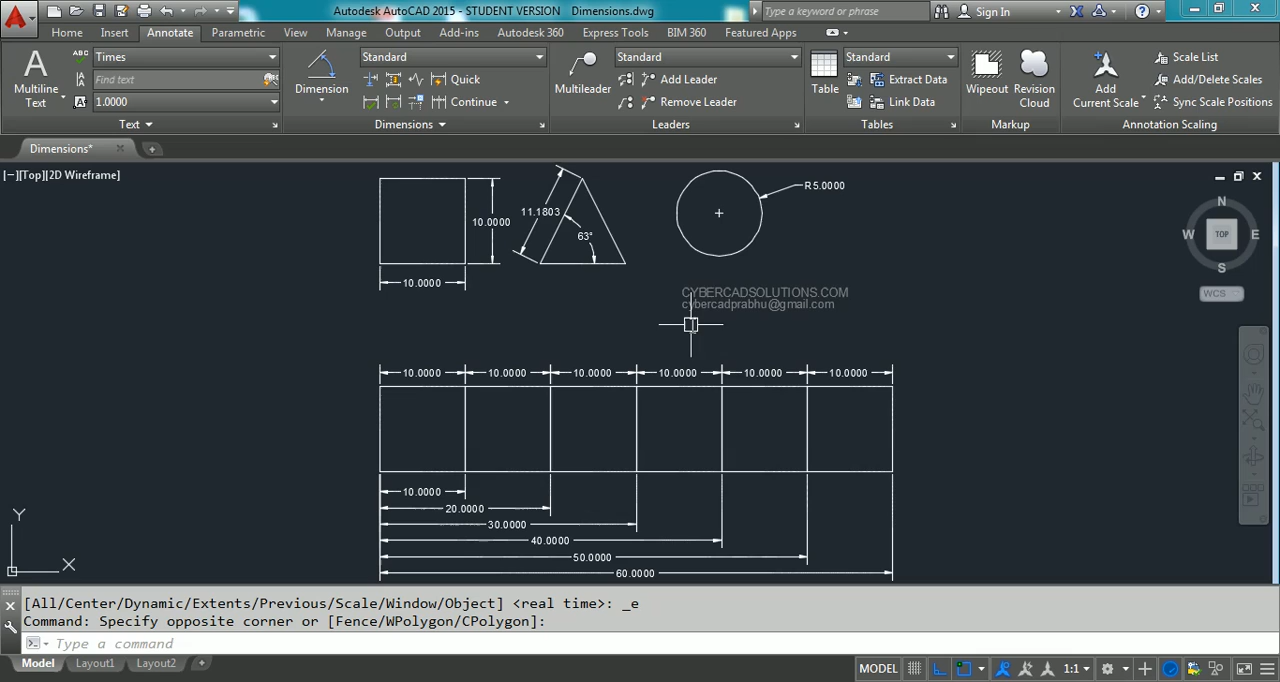 Autodesk AutoCAD 2015 - STUDENT VERSION Dimensions.dwg
Type a keyword or phrase
Sign In
Home Insert Annotate Parametric View Manage Output Add-ins Autodesk 360 Express Tools BIM 360 Featured Apps
Multiline Text
Times
Find text
1.0000
Text
Dimension
Standard
Quick
Continue
Dimensions
Multileader
Standard
Add Leader
Remove Leader
Leaders
Table
Standard
Extract Data
Link Data
Tables
Wipeout
Revision Cloud
Markup
Add Current Scale
Scale List
Add/Delete Scales
Sync Scale Positions
Annotation Scaling
Dimensions*
[−][Top][2D Wireframe]
N
W TOP E
S
WCS
10.0000
10.0000
11.1803
63°
R5.0000
CYBERCADSOLUTIONS.COM
cybercadprabhu@gmail.com
10.0000 10.0000 10.0000 10.0000 10.0000 10.0000
10.0000
20.0000
30.0000
40.0000
50.0000
60.0000
Y
X
[All/Center/Dynamic/Extents/Previous/Scale/Window/Object] <real time>: _e
Command: Specify opposite corner or [Fence/WPolygon/CPolygon]:
Type a command
Model Layout1 Layout2
MODEL 1:1